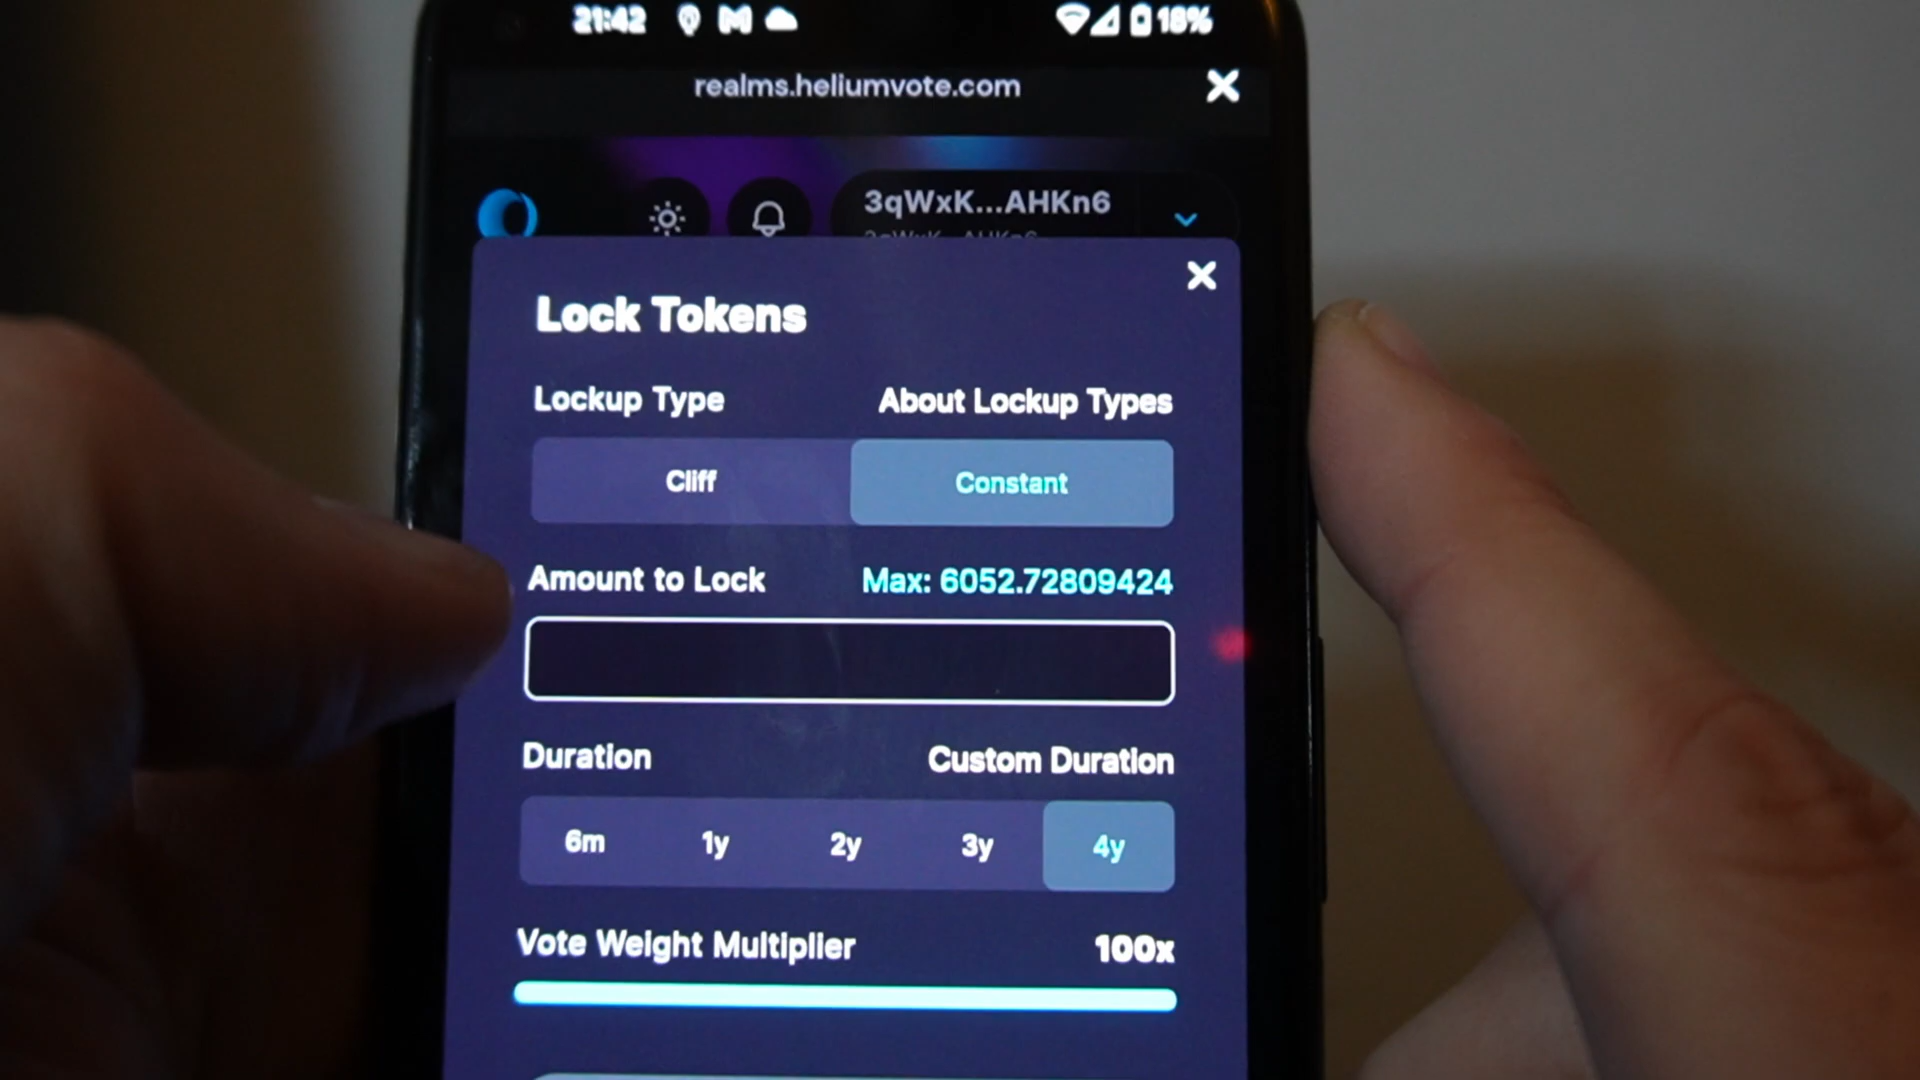 21:42 18%
realms.heliumvote.com
3qWxK...AHKn6
Lock Tokens
Lockup Type About Lockup Types
Cliff Constant
Amount to Lock Max: 6052.72809424
Duration Custom Duration
6m 1y 2y 3y 4y
Vote Weight Multiplier 100x